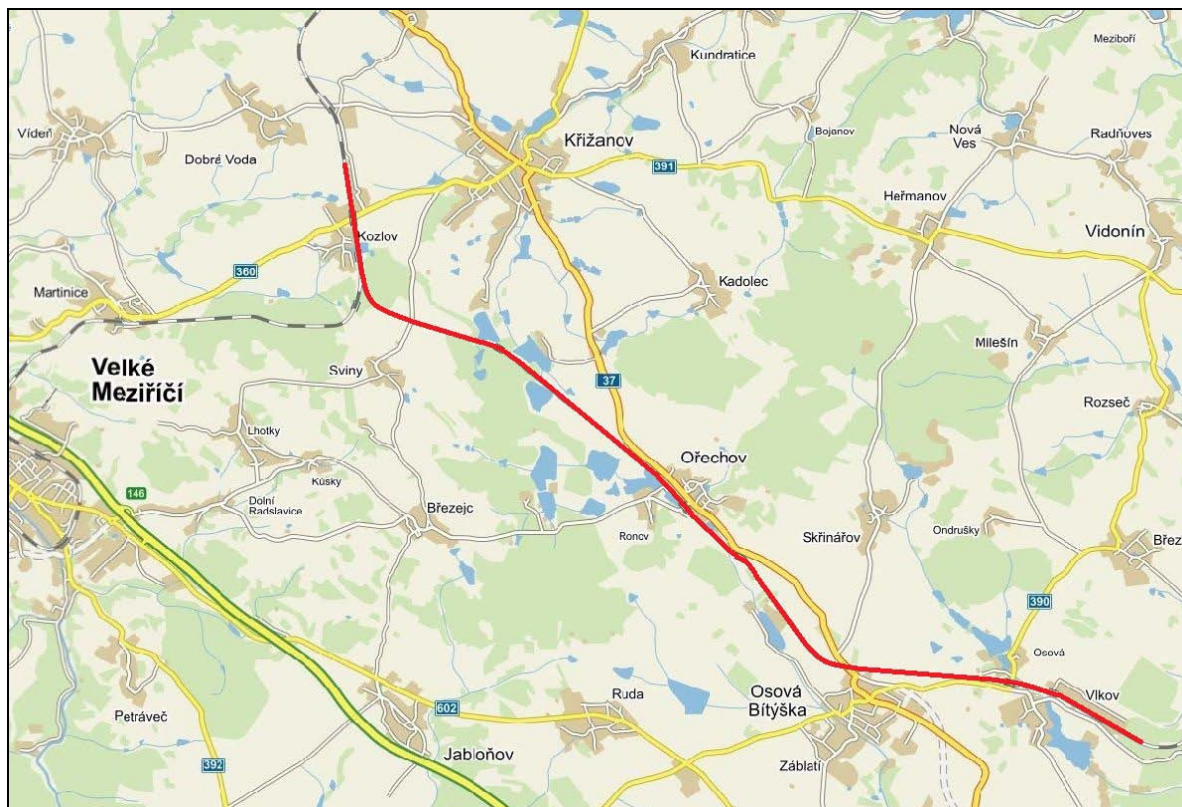 Kundratice
Meziboří
Vídeň
Dobrá Voda
Křižanov
Bojanov
Nová
Ves
Radňoves
391
Heřmanov
Vidonín
Kozlov
360
Martinice
Kadolec
Milešín
Velké
Meziříčí
Sviny
37
Rozseč
Lhotky
Ořechov
Kúsky
146
Dolní
Radslavice
Březejc
Roncv
Skřinářov
Ondrušky
Břez
390
Osová
Petráveč
602
Ruda
Osová
Bítýška
Vlkov
Jabloňov
Záblatí
392